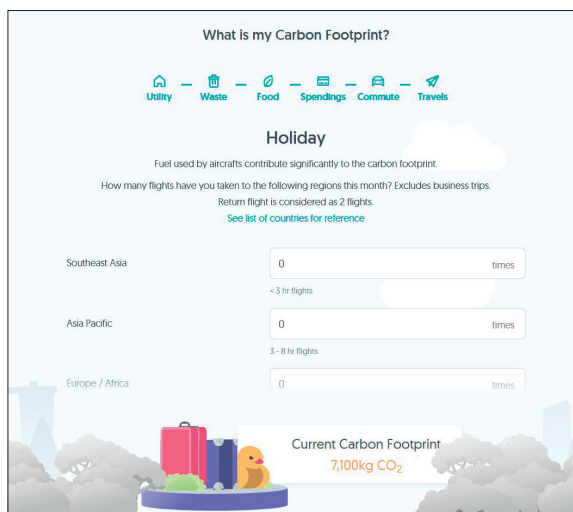 What is my Carbon Footprint?
Utility — Waste — Food — Spendings — Commute — Travels
Holiday
Fuel used by aircrafts contribute significantly to the carbon footprint.
How many flights have you taken to the following regions this month? Excludes business trips.
Return flight is considered as 2 flights.
See list of countries for reference
Southeast Asia 0 times
< 3 hr flights
Asia Pacific 0 times
3 - 8 hr flights
Europe / Africa 0 times
Current Carbon Footprint
7,100kg CO₂